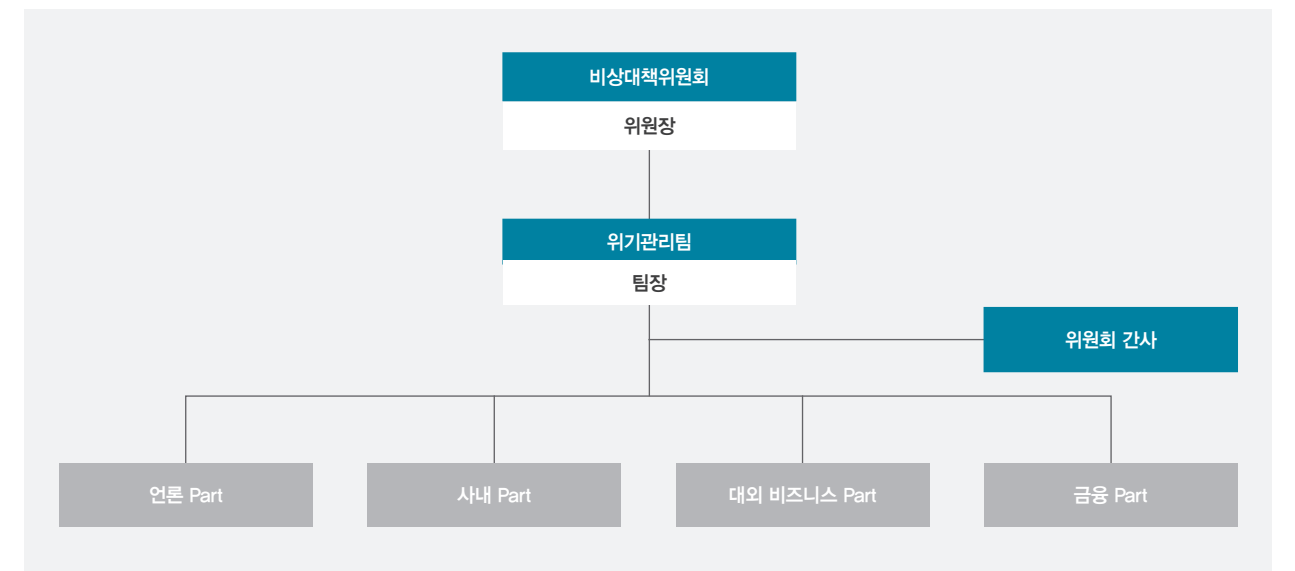 비상대책위원회
위원장
위기관리팀
팀장
위원회 간사
언론 Part
사내 Part
대외 비즈니스 Part
금융 Part